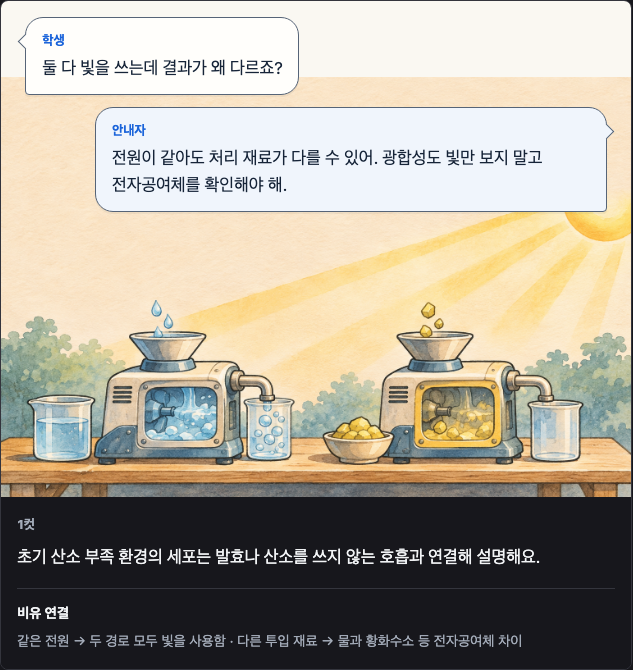 학생
둘 다 빛을 쓰는데 결과가 왜 다르죠?
안내자
전원이 같아도 처리 재료가 다를 수 있어. 광합성도 빛만 보지 말고
전자공여체를 확인해야 해.
1컷
초기 산소 부족 환경의 세포는 발효나 산소를 쓰지 않는 호흡과 연결해 설명해요.
비유 연결
같은 전원 → 두 경로 모두 빛을 사용함 · 다른 투입 재료 → 물과 황화수소 등 전자공여체 차이